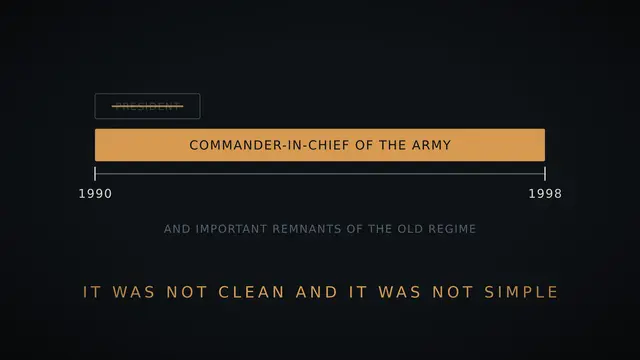 PRESIDENT
COMMANDER-IN-CHIEF OF THE ARMY
1990 1998
AND IMPORTANT REMNANTS OF THE OLD REGIME
IT WAS NOT CLEAN AND IT WAS NOT SIMPLE